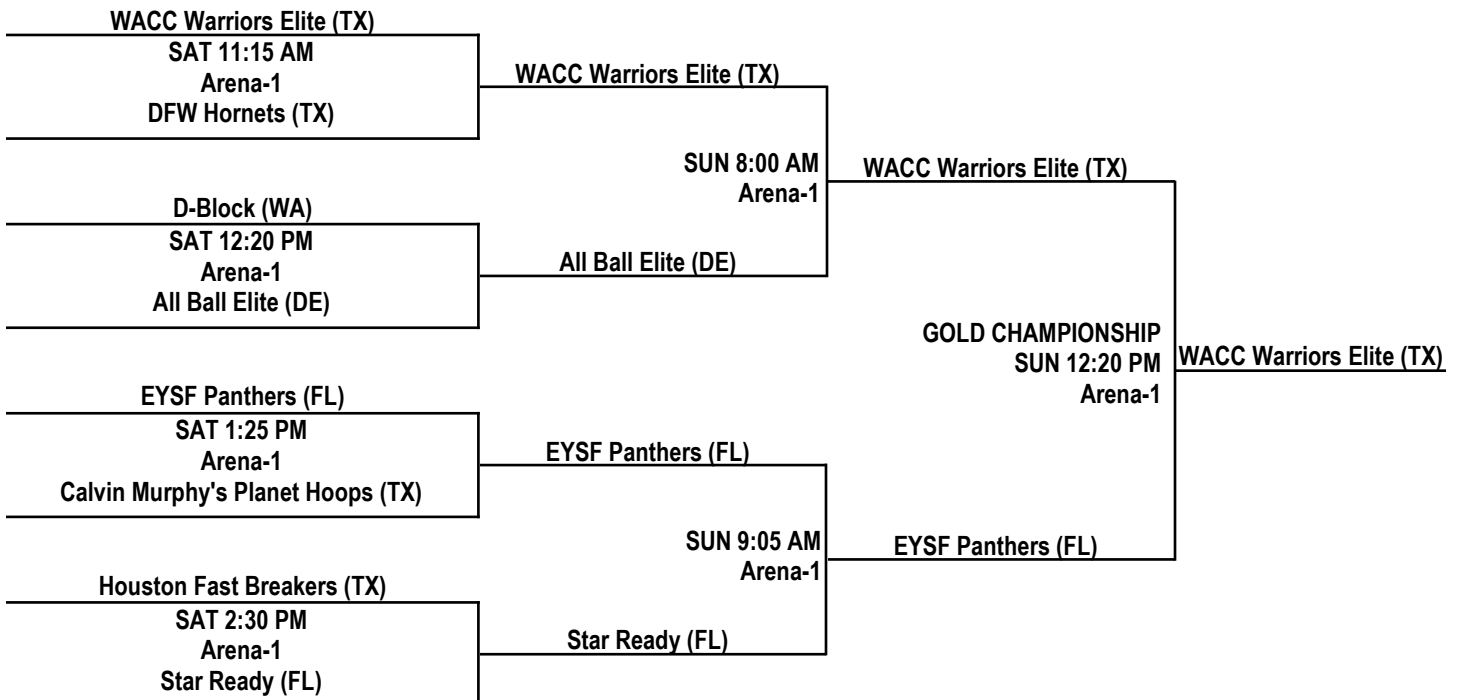 WACC Warriors Elite (TX)
SAT 11:15 AM
Arena-1
DFW Hornets (TX)
D-Block (WA)
SAT 12:20 PM
Arena-1
All Ball Elite (DE)
EYSF Panthers (FL)
SAT 1:25 PM
Arena-1
Calvin Murphy's Planet Hoops (TX)
Houston Fast Breakers (TX)
SAT 2:30 PM
Arena-1
Star Ready (FL)
WACC Warriors Elite (TX)
SUN 8:00 AM
Arena-1
All Ball Elite (DE)
EYSF Panthers (FL)
SUN 9:05 AM
Arena-1
Star Ready (FL)
WACC Warriors Elite (TX)
GOLD CHAMPIONSHIP
SUN 12:20 PM
Arena-1
EYSF Panthers (FL)
WACC Warriors Elite (TX)